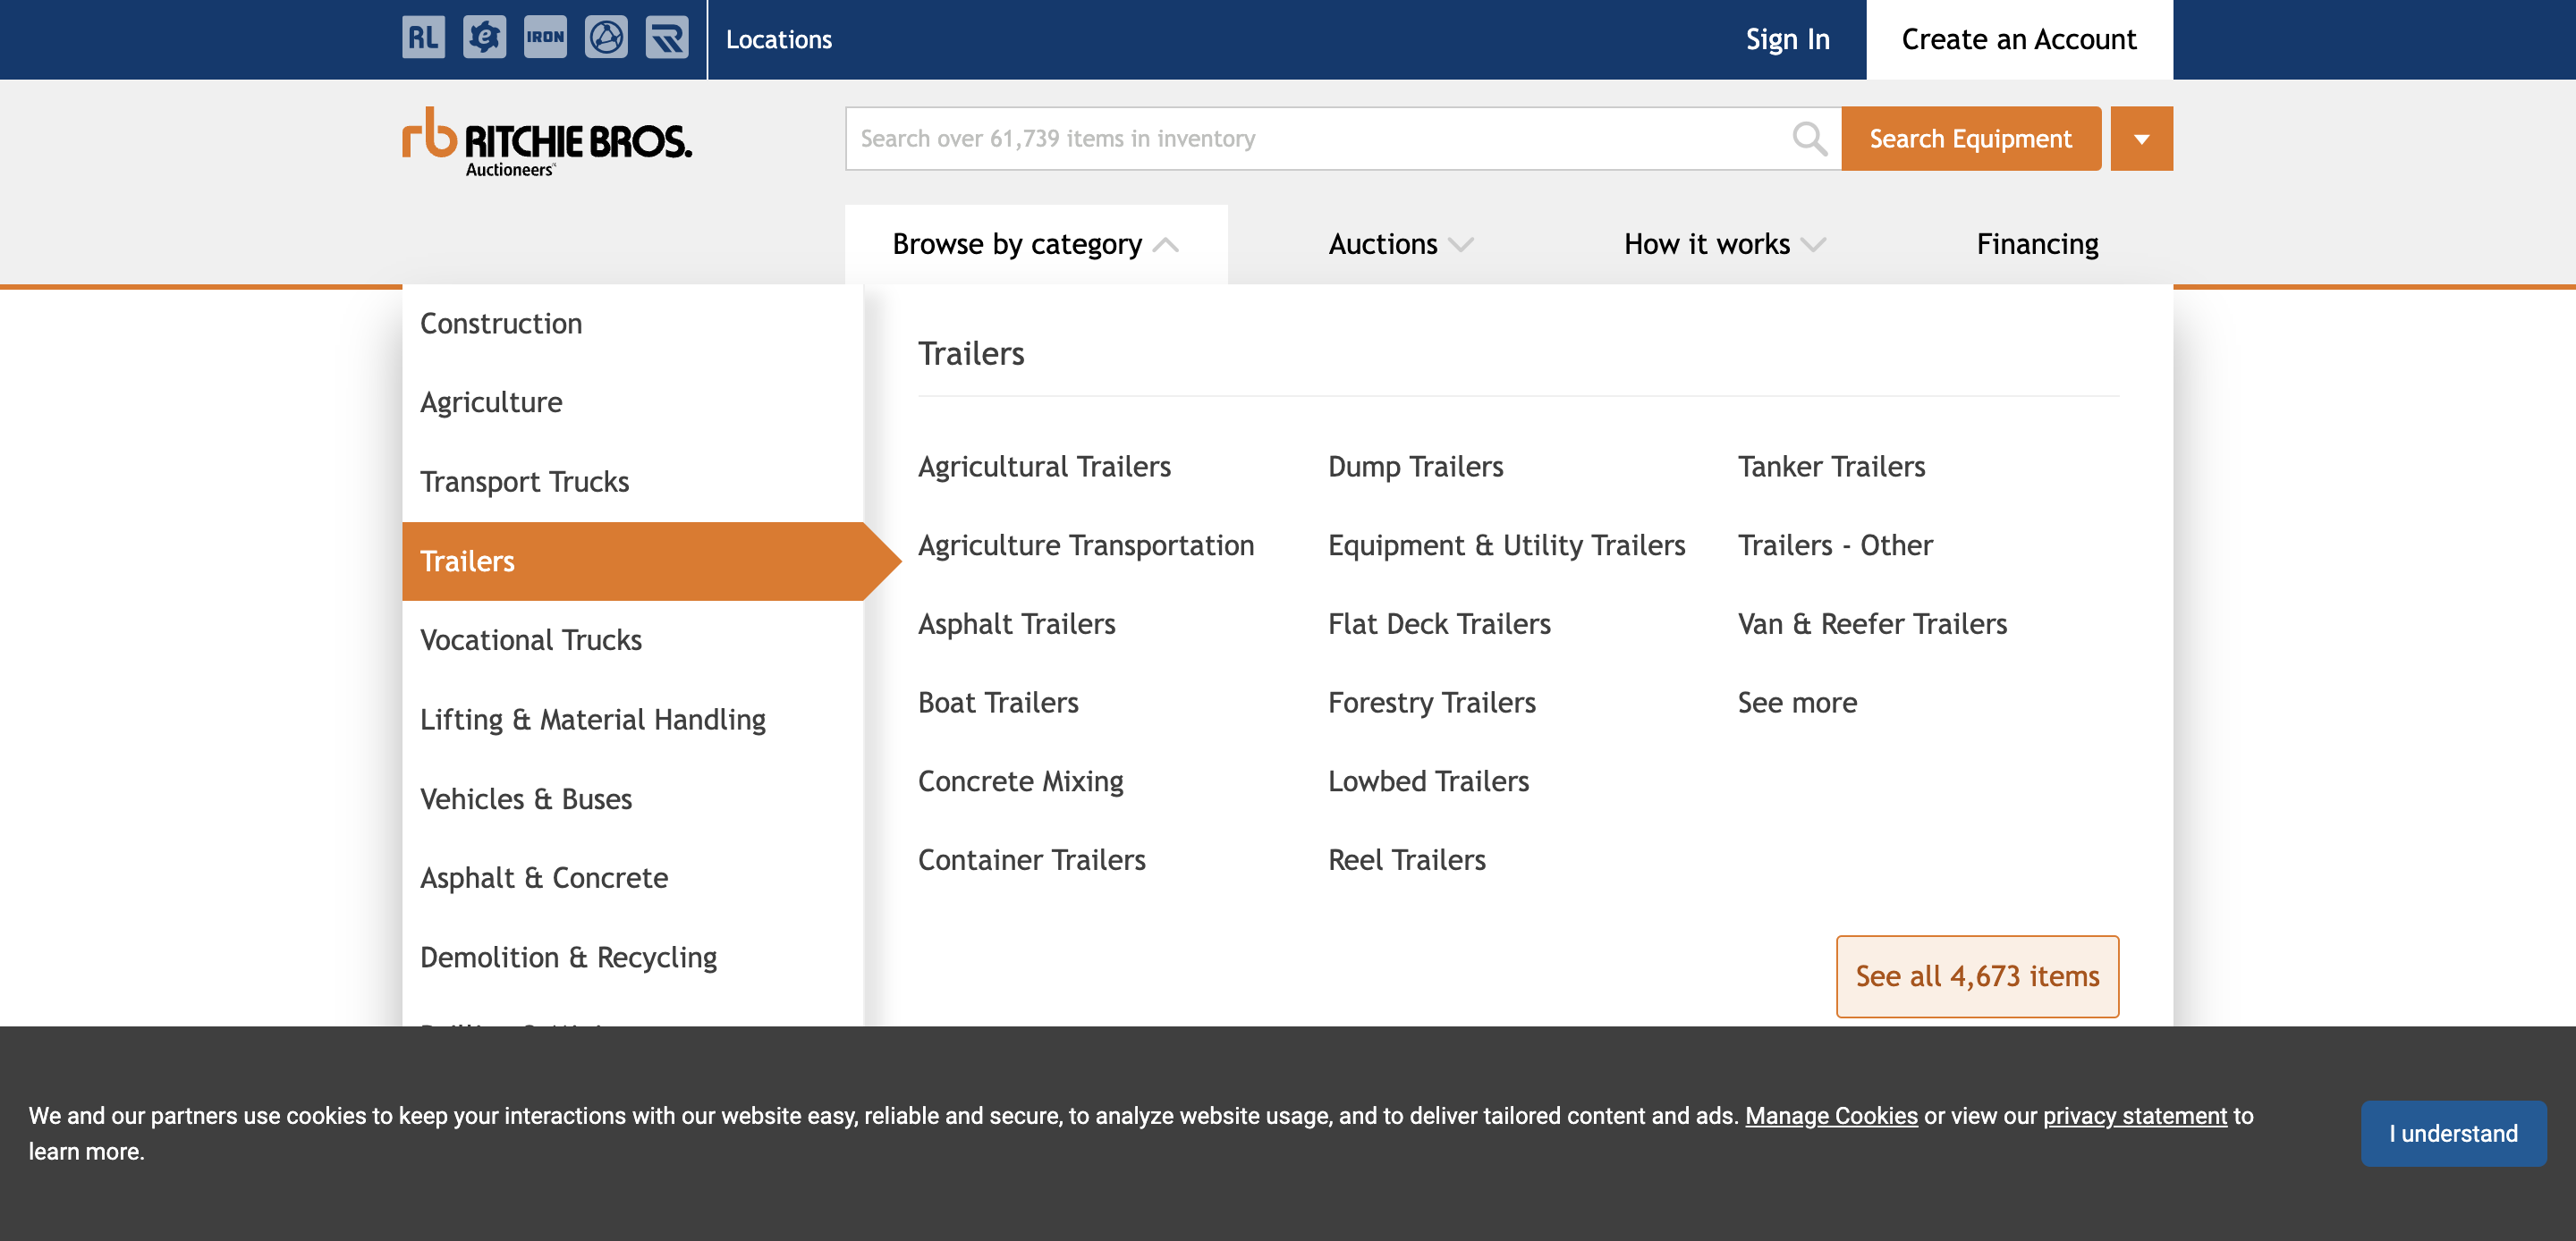 RL
e
IRON
Locations
Sign In
Create an Account
rb RITCHIE BROS.
Auctioneers
Search over 61,739 items in inventory
Search Equipment
Browse by category
Auctions
How it works
Financing
Construction
Agriculture
Transport Trucks
Trailers
Vocational Trucks
Lifting & Material Handling
Vehicles & Buses
Asphalt & Concrete
Demolition & Recycling
Trailers
Agricultural Trailers
Agriculture Transportation
Asphalt Trailers
Boat Trailers
Concrete Mixing
Container Trailers
Dump Trailers
Equipment & Utility Trailers
Flat Deck Trailers
Forestry Trailers
Lowbed Trailers
Reel Trailers
Tanker Trailers
Trailers - Other
Van & Reefer Trailers
See more
See all 4,673 items
We and our partners use cookies to keep your interactions with our website easy, reliable and secure, to analyze website usage, and to deliver tailored content and ads. Manage Cookies or view our privacy statement to
learn more.
I understand